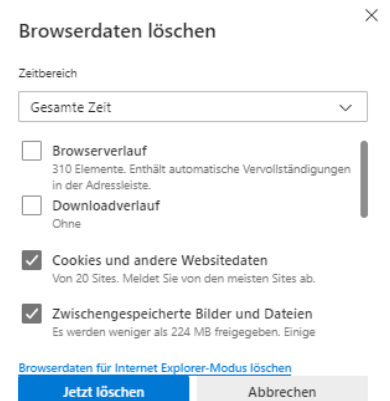 Browserdaten löschen
Zeitbereich
Gesamte Zeit
Browserverlauf
310 Elemente. Enthält automatische Vervollständigungen
in der Adressleiste.
Downloadverlauf
Ohne
Cookies und andere Websitedaten
Von 20 Sites. Meldet Sie von den meisten Sites ab.
Zwischengespeicherte Bilder und Dateien
Es werden weniger als 224 MB freigegeben. Einige
Browserdaten für Internet Explorer-Modus löschen
Jetzt löschen Abbrechen